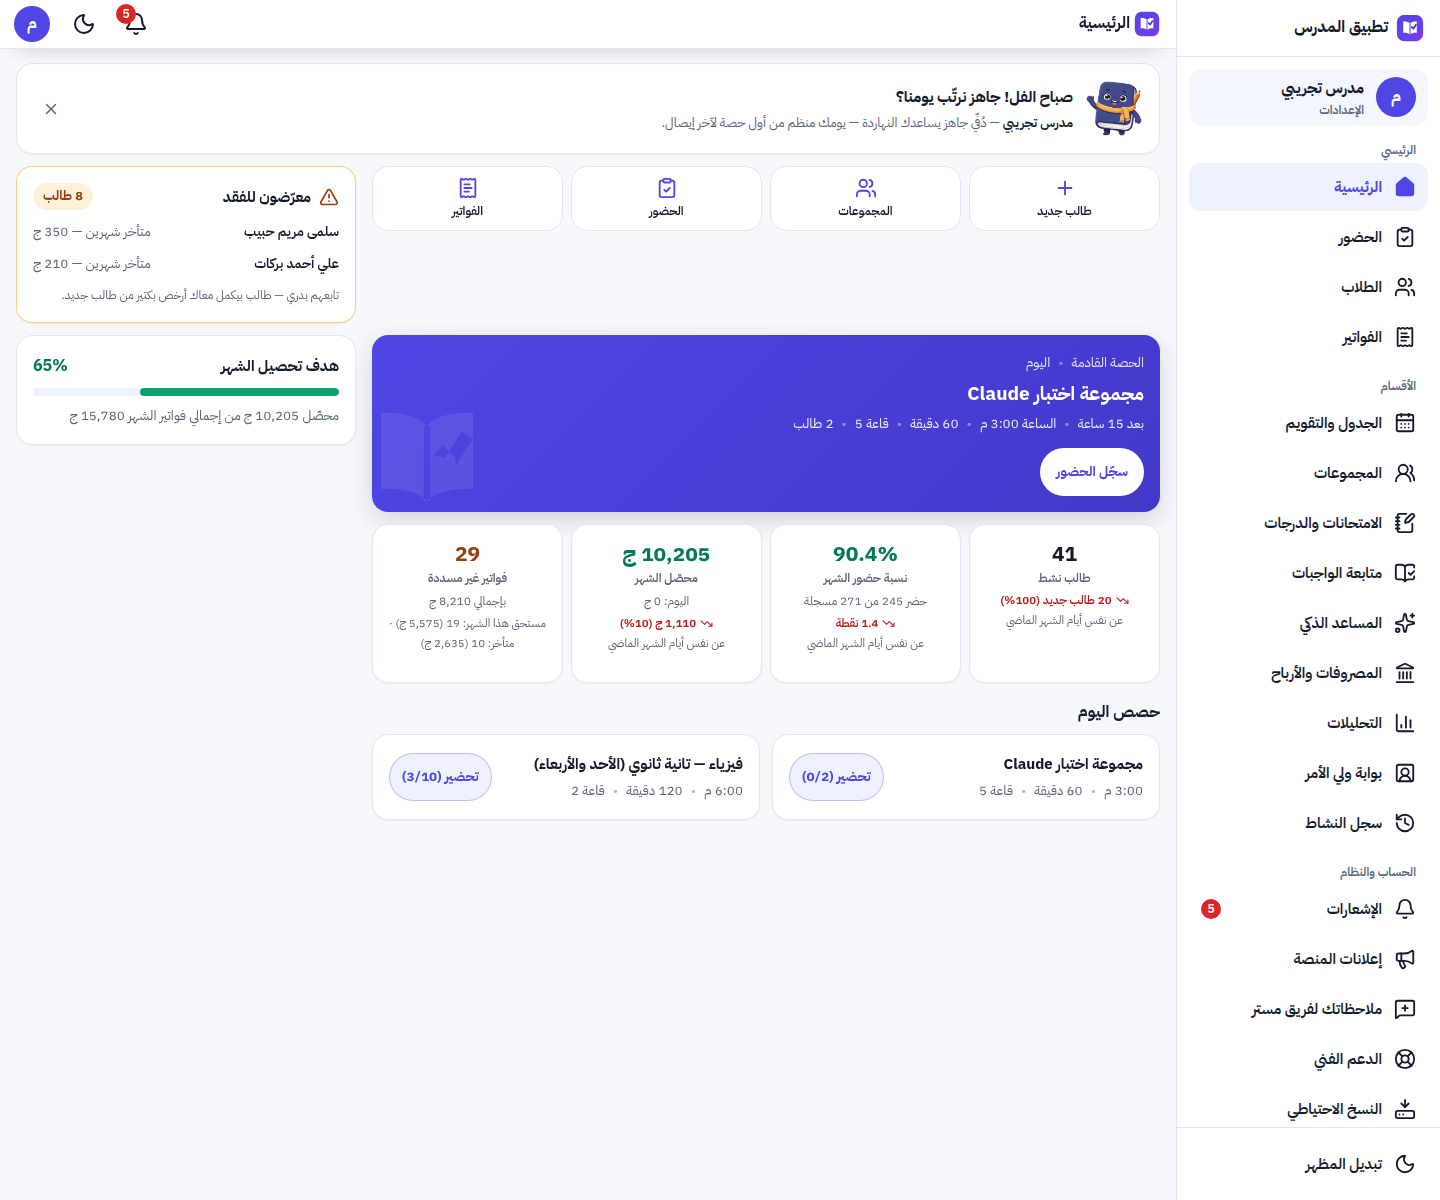 تطبيق المدرس
مدرس تجريبي
الإعدادات
الرئيسي
الرئيسية
الحضور
الطلاب
الفواتير
الأقسام
الجدول والتقويم
المجموعات
الامتحانات والدرجات
متابعة الواجبات
المساعد الذكي
المصروفات والأرباح
التحليلات
بوابة ولي الأمر
سجل النشاط
الحساب والنظام
الإشعارات 5
إعلانات المنصة
ملاحظاتك لفريق مستر
الدعم الفني
النسخ الاحتياطي
تبديل المظهر
م
الرئيسية
5
م
صباح الفل! جاهز نرتّب يومنا؟
مدرس تجريبي — دُفّي جاهز يساعدك النهاردة — يومك منظم من أول حصة لآخر إيصال.
طالب جديد
المجموعات
الحضور
الفواتير
معرّضون للفقد 8 طالب
سلمى مريم حبيب متأخر شهرين — 350 ج
علي أحمد بركات متأخر شهرين — 210 ج
تابعهم بدري — طالب بيكمل معاك أرخص بكتير من طالب جديد.
الحصة القادمة • اليوم
مجموعة اختبار Claude
بعد 15 ساعة • الساعة 3:00 م • 60 دقيقة • قاعة 5 • 2 طالب
سجّل الحضور
هدف تحصيل الشهر 65%
محصّل 10,205 ج من إجمالي فواتير الشهر 15,780 ج
41
طالب نشط
20 طالب جديد (100%)
عن نفس أيام الشهر الماضي
90.4%
نسبة حضور الشهر
حضر 245 من 271 مسجلة
1.4 نقطة
عن نفس أيام الشهر الماضي
10,205 ج
محصّل الشهر
اليوم: 0 ج
1,110 ج (10%)
عن نفس أيام الشهر الماضي
29
فواتير غير مسددة
بإجمالي 8,210 ج
مستحق هذا الشهر: 19 (5,575 ج) ·
متأخر: 10 (2,635 ج)
حصص اليوم
مجموعة اختبار Claude
3:00 م • 60 دقيقة • قاعة 5
تحضير (0/2)
فيزياء — تانية ثانوي (الأحد والأربعاء)
6:00 م • 120 دقيقة • قاعة 2
تحضير (3/10)